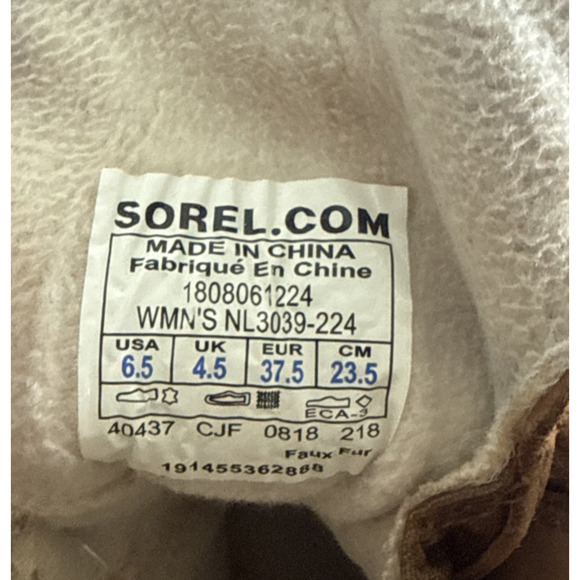 SOREL.COM
MADE IN CHINA
Fabriqué En Chine
1808061224
WMN'S NL3039-224
USA UK EUR CM
6.5 4.5 37.5 23.5
ECA-3
40437 CJF 0818 218
Faux Fur
191455362888